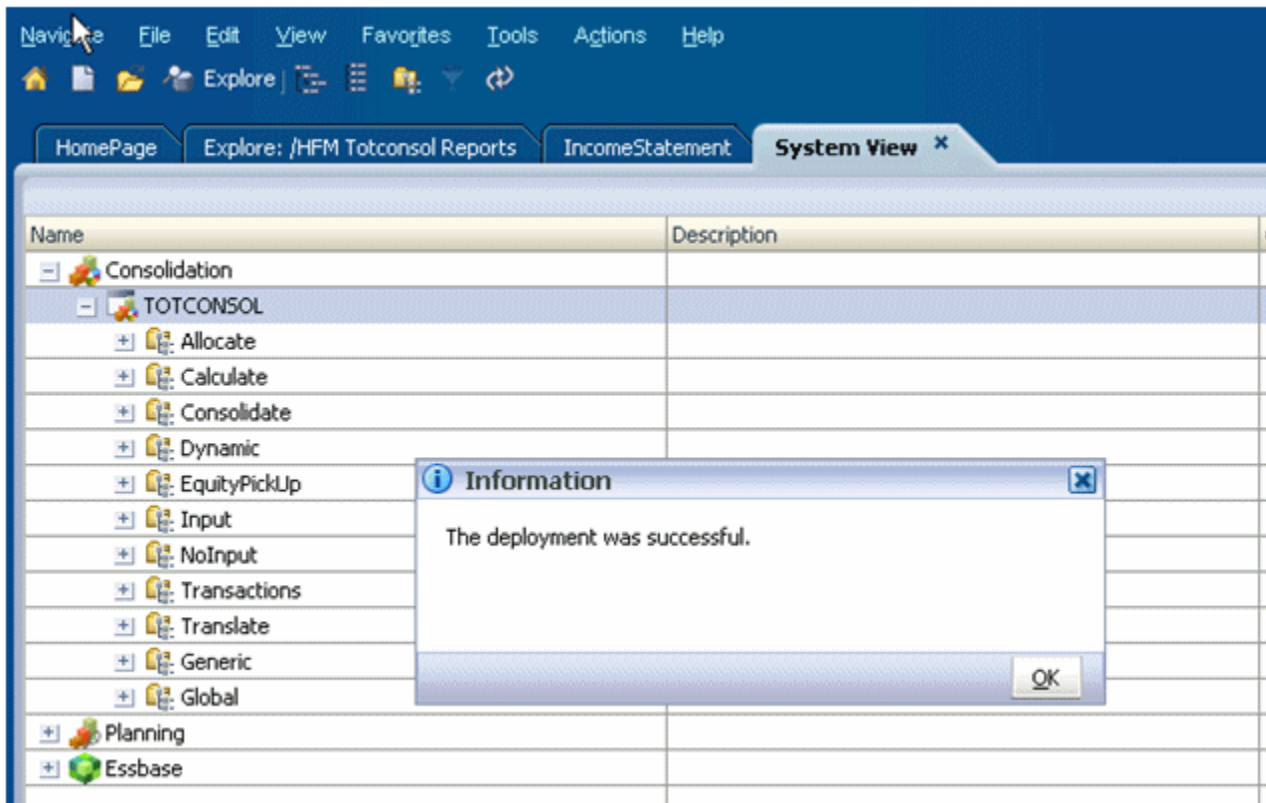 Navigate File Edit View Favorites Tools Actions Help
Explore
HomePage Explore: /HFM Totconsol Reports IncomeStatement System View
Name Description
Consolidation
TOTCONSOL
Allocate
Calculate
Consolidate
Dynamic
EquityPickUp
Input
NoInput
Transactions
Translate
Generic
Global
Planning
Essbase
Information
The deployment was successful.
OK